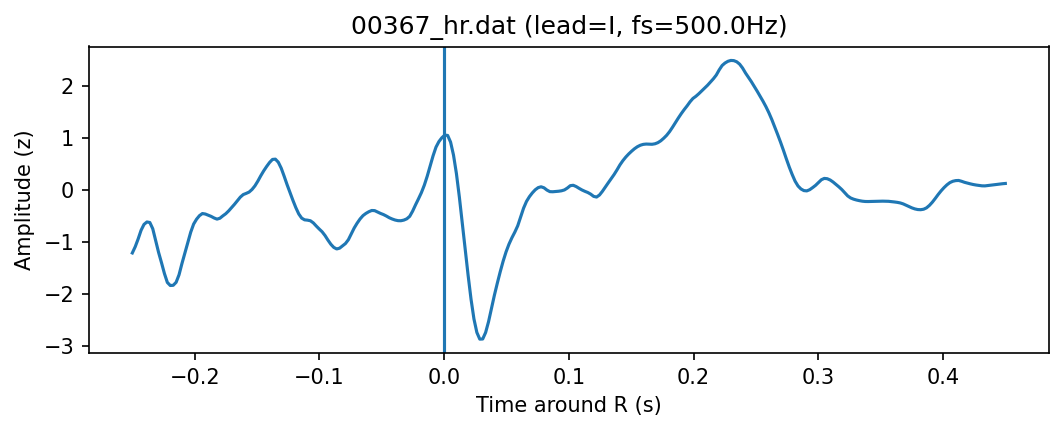 00367_hr.dat (lead=I, fs=500.0Hz)
Amplitude (z)
2
1
0
−1
−2
−3
−0.2 −0.1 0.0 0.1 0.2 0.3 0.4
Time around R (s)